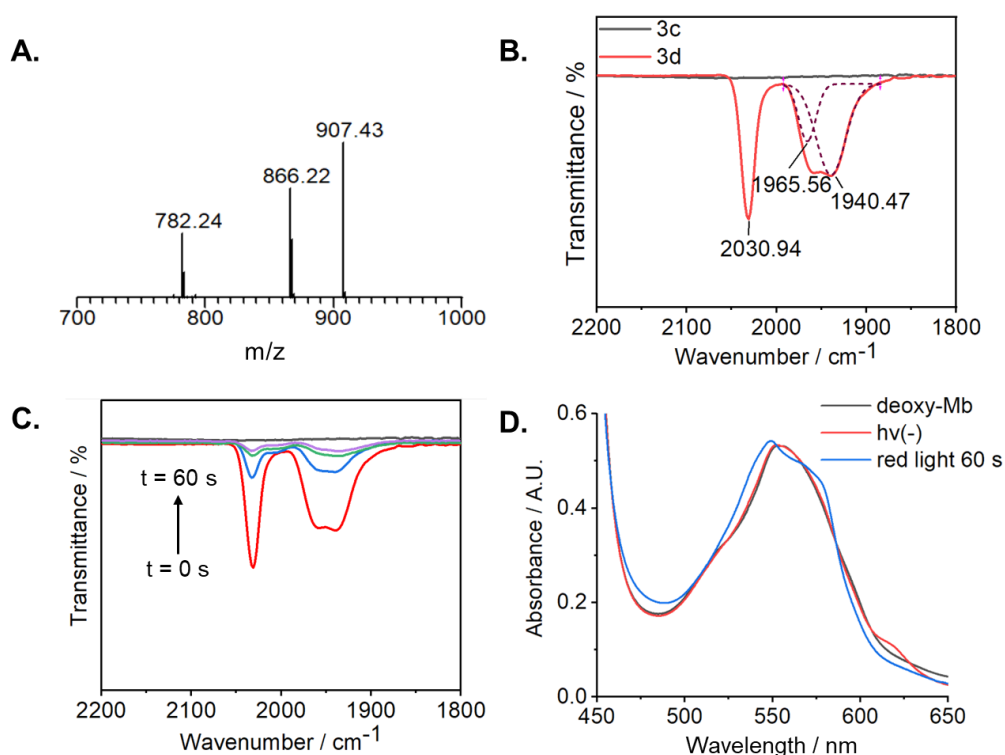 A.
907.43
866.22
782.24
700
800
900
1000
m/z
B.
3c
3d
Transmittance / %
1965.56
1940.47
2030.94
2200
2100
2000
1900
1800
Wavenumber / cm-1
C.
Transmittance / %
t = 60 s
t = 0 s
2200
2100
2000
1900
1800
Wavenumber / cm-1
D.
deoxy-Mb
hv(-)
red light 60 s
Absorbance / A.U.
0.6
0.4
0.2
0.0
450
500
550
600
650
Wavelength / nm